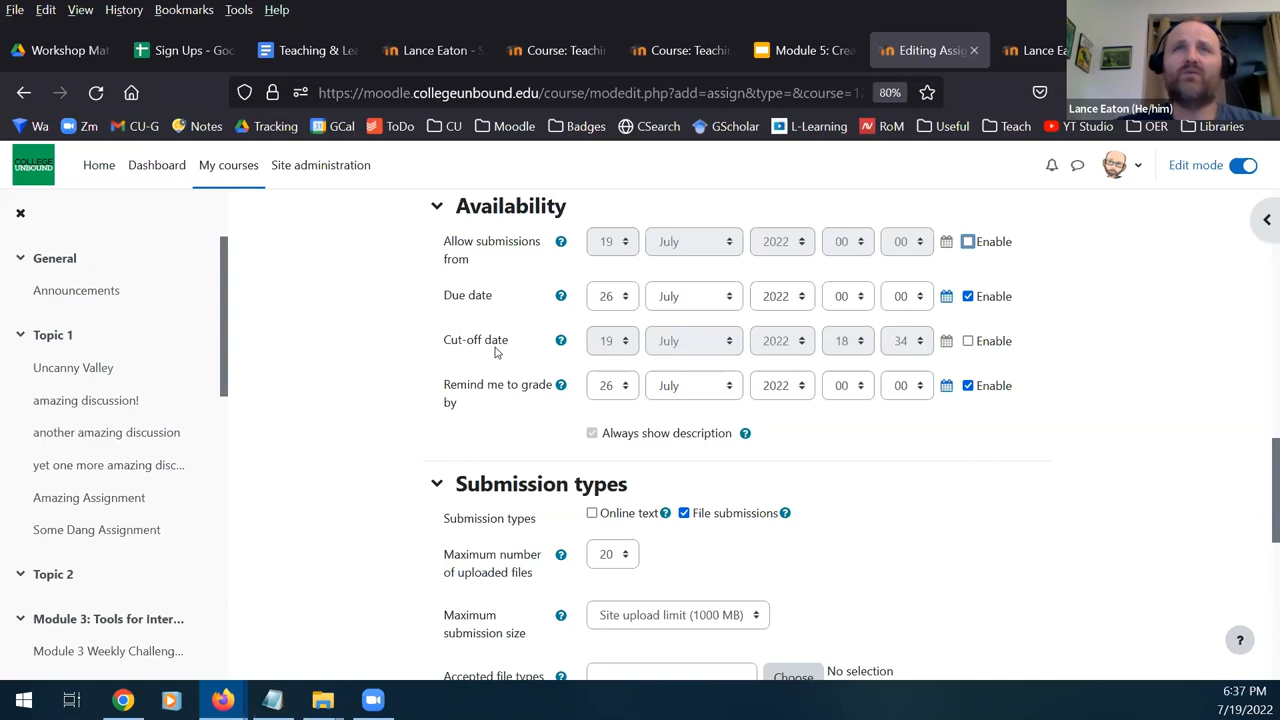 File Edit View History Bookmarks Tools Help
Workshop Mat Sign Ups - Goo Teaching & Lea Lance Eaton - S Course: Teachi Course: Teachi Module 5: Crea Editing Assig Lance Ea
https://moodle.collegeunbound.edu/course/modedit.php?add=assign&type=&course=1 80%
Lance Eaton (He/him)
Wa Zm CU-G Notes Tracking GCal ToDo CU Moodle Badges CSearch GScholar L-Learning RoM Useful Teach YT Studio OER Libraries
COLLEGE UNBOUND
Home Dashboard My courses Site administration Edit mode
General
Announcements
Topic 1
Uncanny Valley
amazing discussion!
another amazing discussion
yet one more amazing disc...
Amazing Assignment
Some Dang Assignment
Topic 2
Module 3: Tools for Inter...
Module 3 Weekly Challeng...
Availability
Allow submissions from ? 19 July 2022 00 00 Enable
Due date ? 26 July 2022 00 00 Enable
Cut-off date ? 19 July 2022 18 34 Enable
Remind me to grade by ? 26 July 2022 00 00 Enable
Always show description ?
Submission types
Submission types Online text ? File submissions ?
Maximum number of uploaded files ? 20
Maximum submission size ? Site upload limit (1000 MB)
Accepted file types ? Choose No selection
?
6:37 PM
7/19/2022